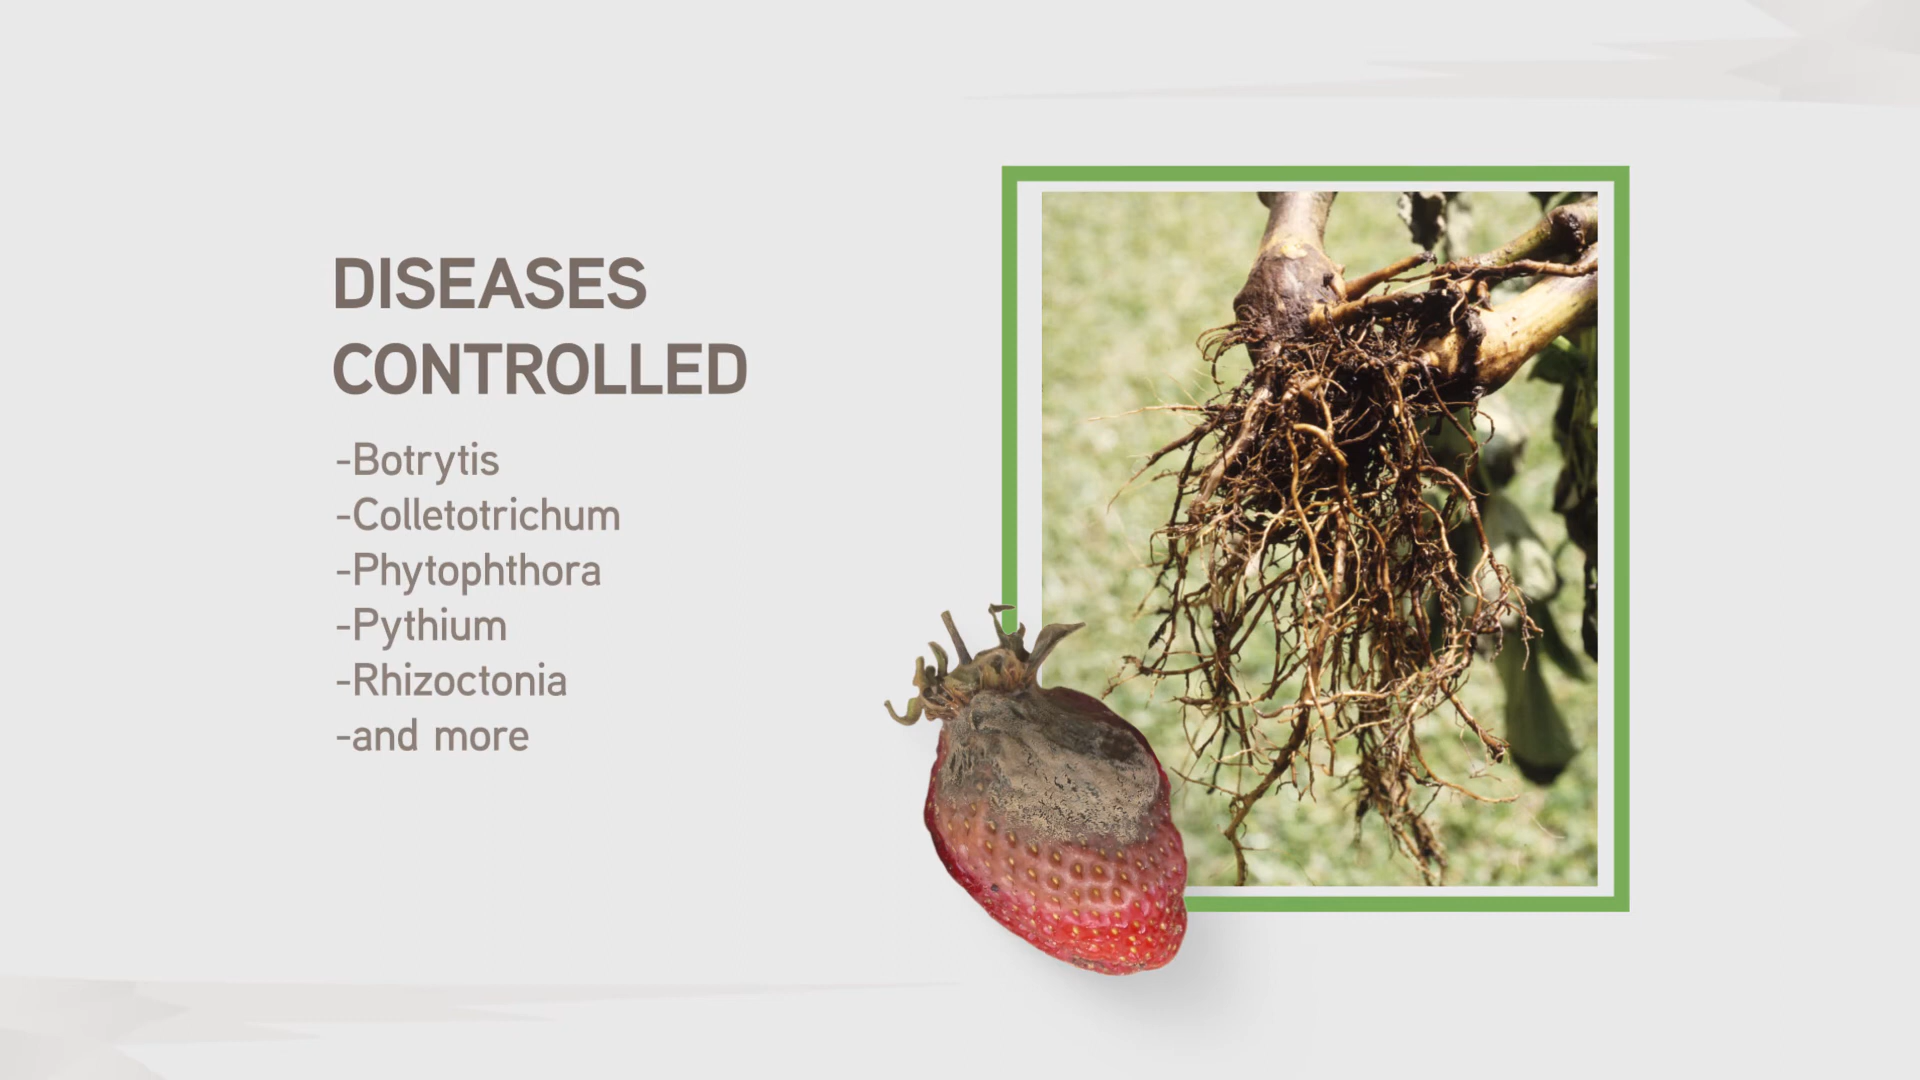 DISEASES
CONTROLLED
-Botrytis
-Colletotrichum
-Phytophthora
-Pythium
-Rhizoctonia
-and more